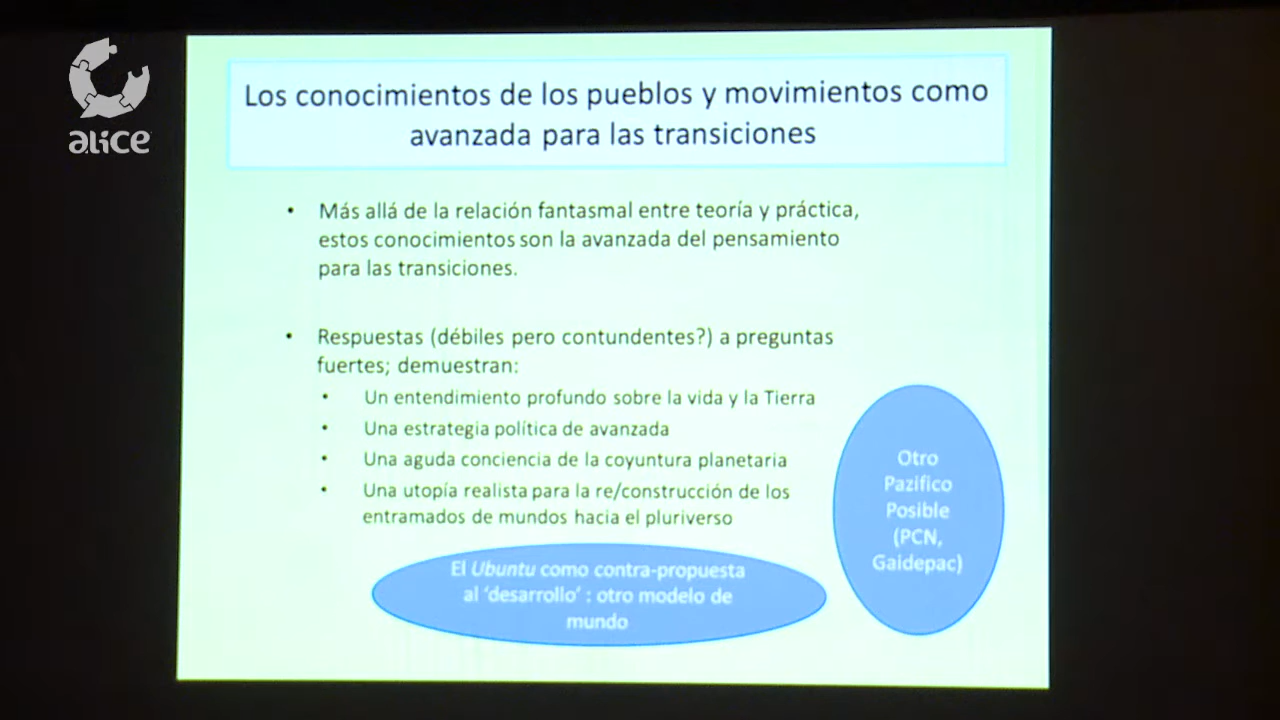 alice
Los conocimientos de los pueblos y movimientos como
avanzada para las transiciones
• Más allá de la relación fantasmal entre teoría y práctica,
estos conocimientos son la avanzada del pensamiento
para las transiciones.
• Respuestas (débiles pero contundentes?) a preguntas
fuertes; demuestran:
• Un entendimiento profundo sobre la vida y la Tierra
• Una estrategia política de avanzada
• Una aguda conciencia de la coyuntura planetaria
• Una utopía realista para la re/construcción de los
entramados de mundos hacia el pluriverso
El Ubuntu como contra-propuesta
al ‘desarrollo’ : otro modelo de
mundo
Otro
Pazifico
Posible
(PCN,
Gaidepac)